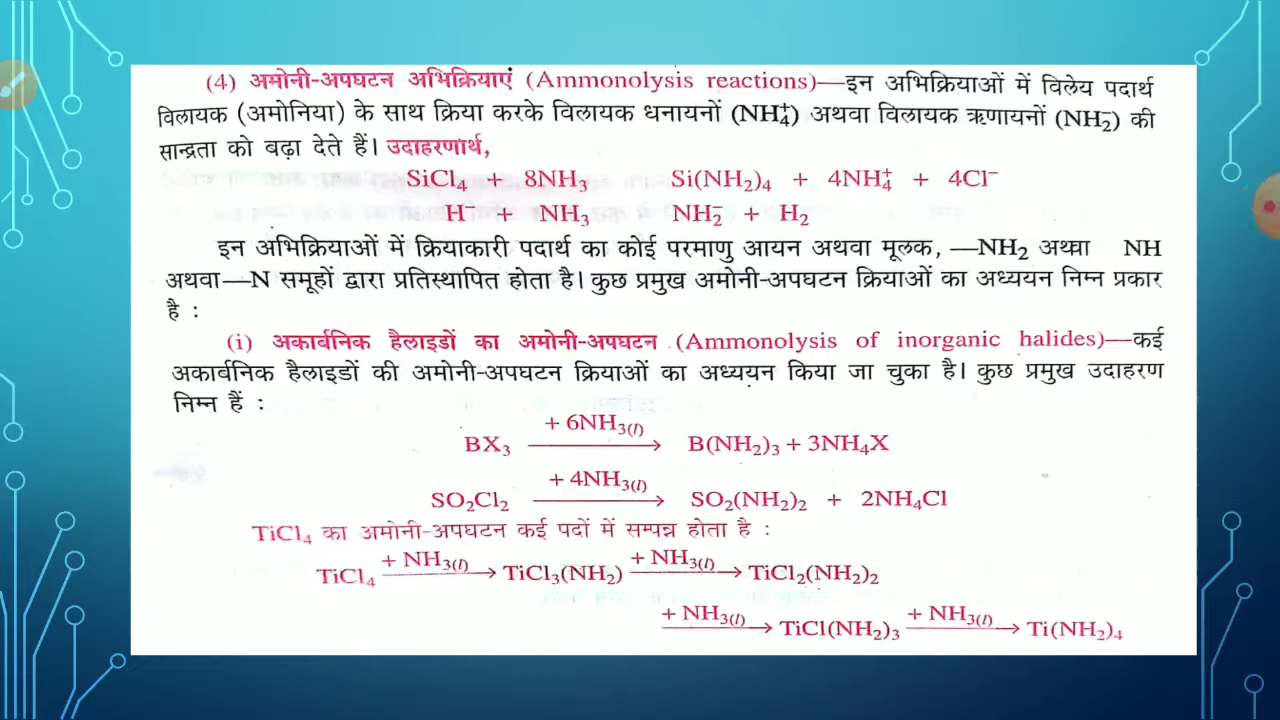 (4) अमोनी-अपघटन अभिक्रियाएं (Ammonolysis reactions)—इन अभिक्रियाओं में विलेय पदार्थ
विलायक (अमोनिया) के साथ क्रिया करके विलायक धनायनों (NH₄⁺) अथवा विलायक ऋणायनों (NH₂⁻) की
सान्द्रता को बढ़ा देते हैं। उदाहरणार्थ,
SiCl₄ + 8NH₃ Si(NH₂)₄ + 4NH₄⁺ + 4Cl⁻
H⁻ + NH₃ NH₂⁻ + H₂
इन अभिक्रियाओं में क्रियाकारी पदार्थ का कोई परमाणु आयन अथवा मूलक, —NH₂ अथवा NH
अथवा—N समूहों द्वारा प्रतिस्थापित होता है। कुछ प्रमुख अमोनी-अपघटन क्रियाओं का अध्ययन निम्न प्रकार
है :
(i) अकार्बनिक हैलाइडों का अमोनी-अपघटन (Ammonolysis of inorganic halides)—कई
अकार्बनिक हैलाइडों की अमोनी-अपघटन क्रियाओं का अध्ययन किया जा चुका है। कुछ प्रमुख उदाहरण
निम्न हैं :
BX₃ + 6NH₃(l) ⟶ B(NH₂)₃ + 3NH₄X
SO₂Cl₂ + 4NH₃(l) ⟶ SO₂(NH₂)₂ + 2NH₄Cl
TiCl₄ का अमोनी-अपघटन कई पदों में सम्पन्न होता है :
TiCl₄ + NH₃(l) ⟶ TiCl₃(NH₂) + NH₃(l) ⟶ TiCl₂(NH₂)₂
+ NH₃(l) ⟶ TiCl(NH₂)₃ + NH₃(l) ⟶ Ti(NH₂)₄